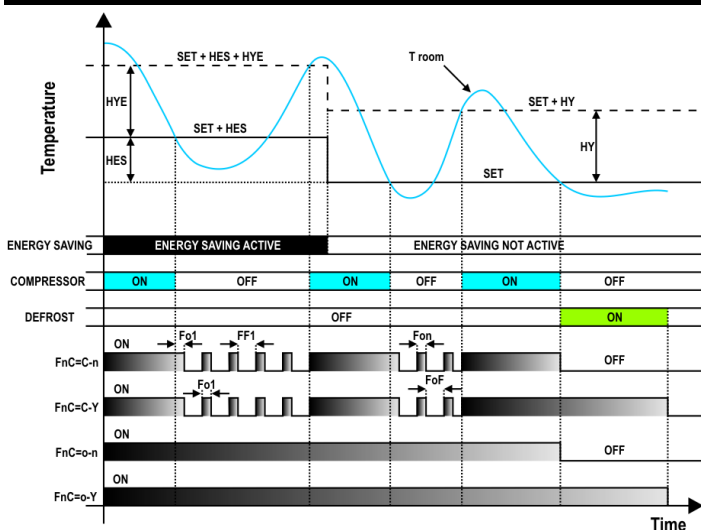 SET + HES + HYE
T room
Temperature
HYE
SET + HY
SET + HES
HY
HES
SET
ENERGY SAVING
ENERGY SAVING ACTIVE
ENERGY SAVING NOT ACTIVE
COMPRESSOR
ON
OFF
ON
OFF
ON
OFF
DEFROST
OFF
ON
ON
Fo1
FF1
Fon
FnC=C-n
OFF
ON
Fo1
FoF
FnC=C-Y
ON
FnC=o-n
OFF
ON
FnC=o-Y
Time